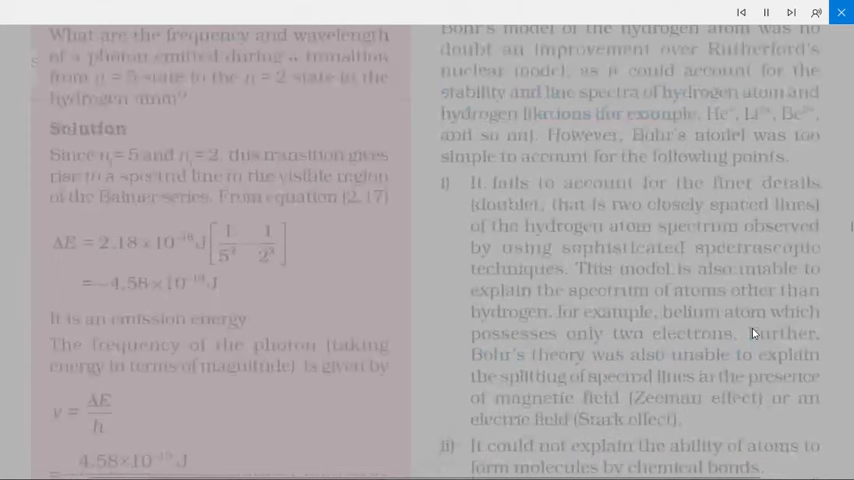 What are the frequency and wavelength
of a photon emitted during a transition
from n = 5 state to the n = 2 state in the
hydrogen atom?
Solution
Since nᵢ = 5 and n = 2, this transition gives
rise to a spectral line in the visible region
of the Balmer series. From equation (2.17)
ΔE = 2.18×10⁻¹⁸ J [1/5² - 1/2²]
= -4.58×10⁻¹⁹ J
It is an emission energy
The frequency of the photon (taking
energy in terms of magnitude) is given by
ν = ΔE/h
4.58×10⁻¹⁹ J
Bohr's model of the hydrogen atom was no
doubt an improvement over Rutherford's
nuclear model, as it could account for the
stability and line spectra of hydrogen atom and
hydrogen like ions (for example, He⁺, Li²⁺, Be³⁺,
and so on). However, Bohr's model was too
simple to account for the following points.
i) It fails to account for the finer details
(doublet, that is two closely spaced lines)
of the hydrogen atom spectrum observed
by using sophisticated spectroscopic
techniques. This model is also unable to
explain the spectrum of atoms other than
hydrogen, for example, helium atom which
possesses only two electrons. Further,
Bohr's theory was also unable to explain
the splitting of spectral lines in the presence
of magnetic field (Zeeman effect) or an
electric field (Stark effect).
ii) It could not explain the ability of atoms to
form molecules by chemical bonds.